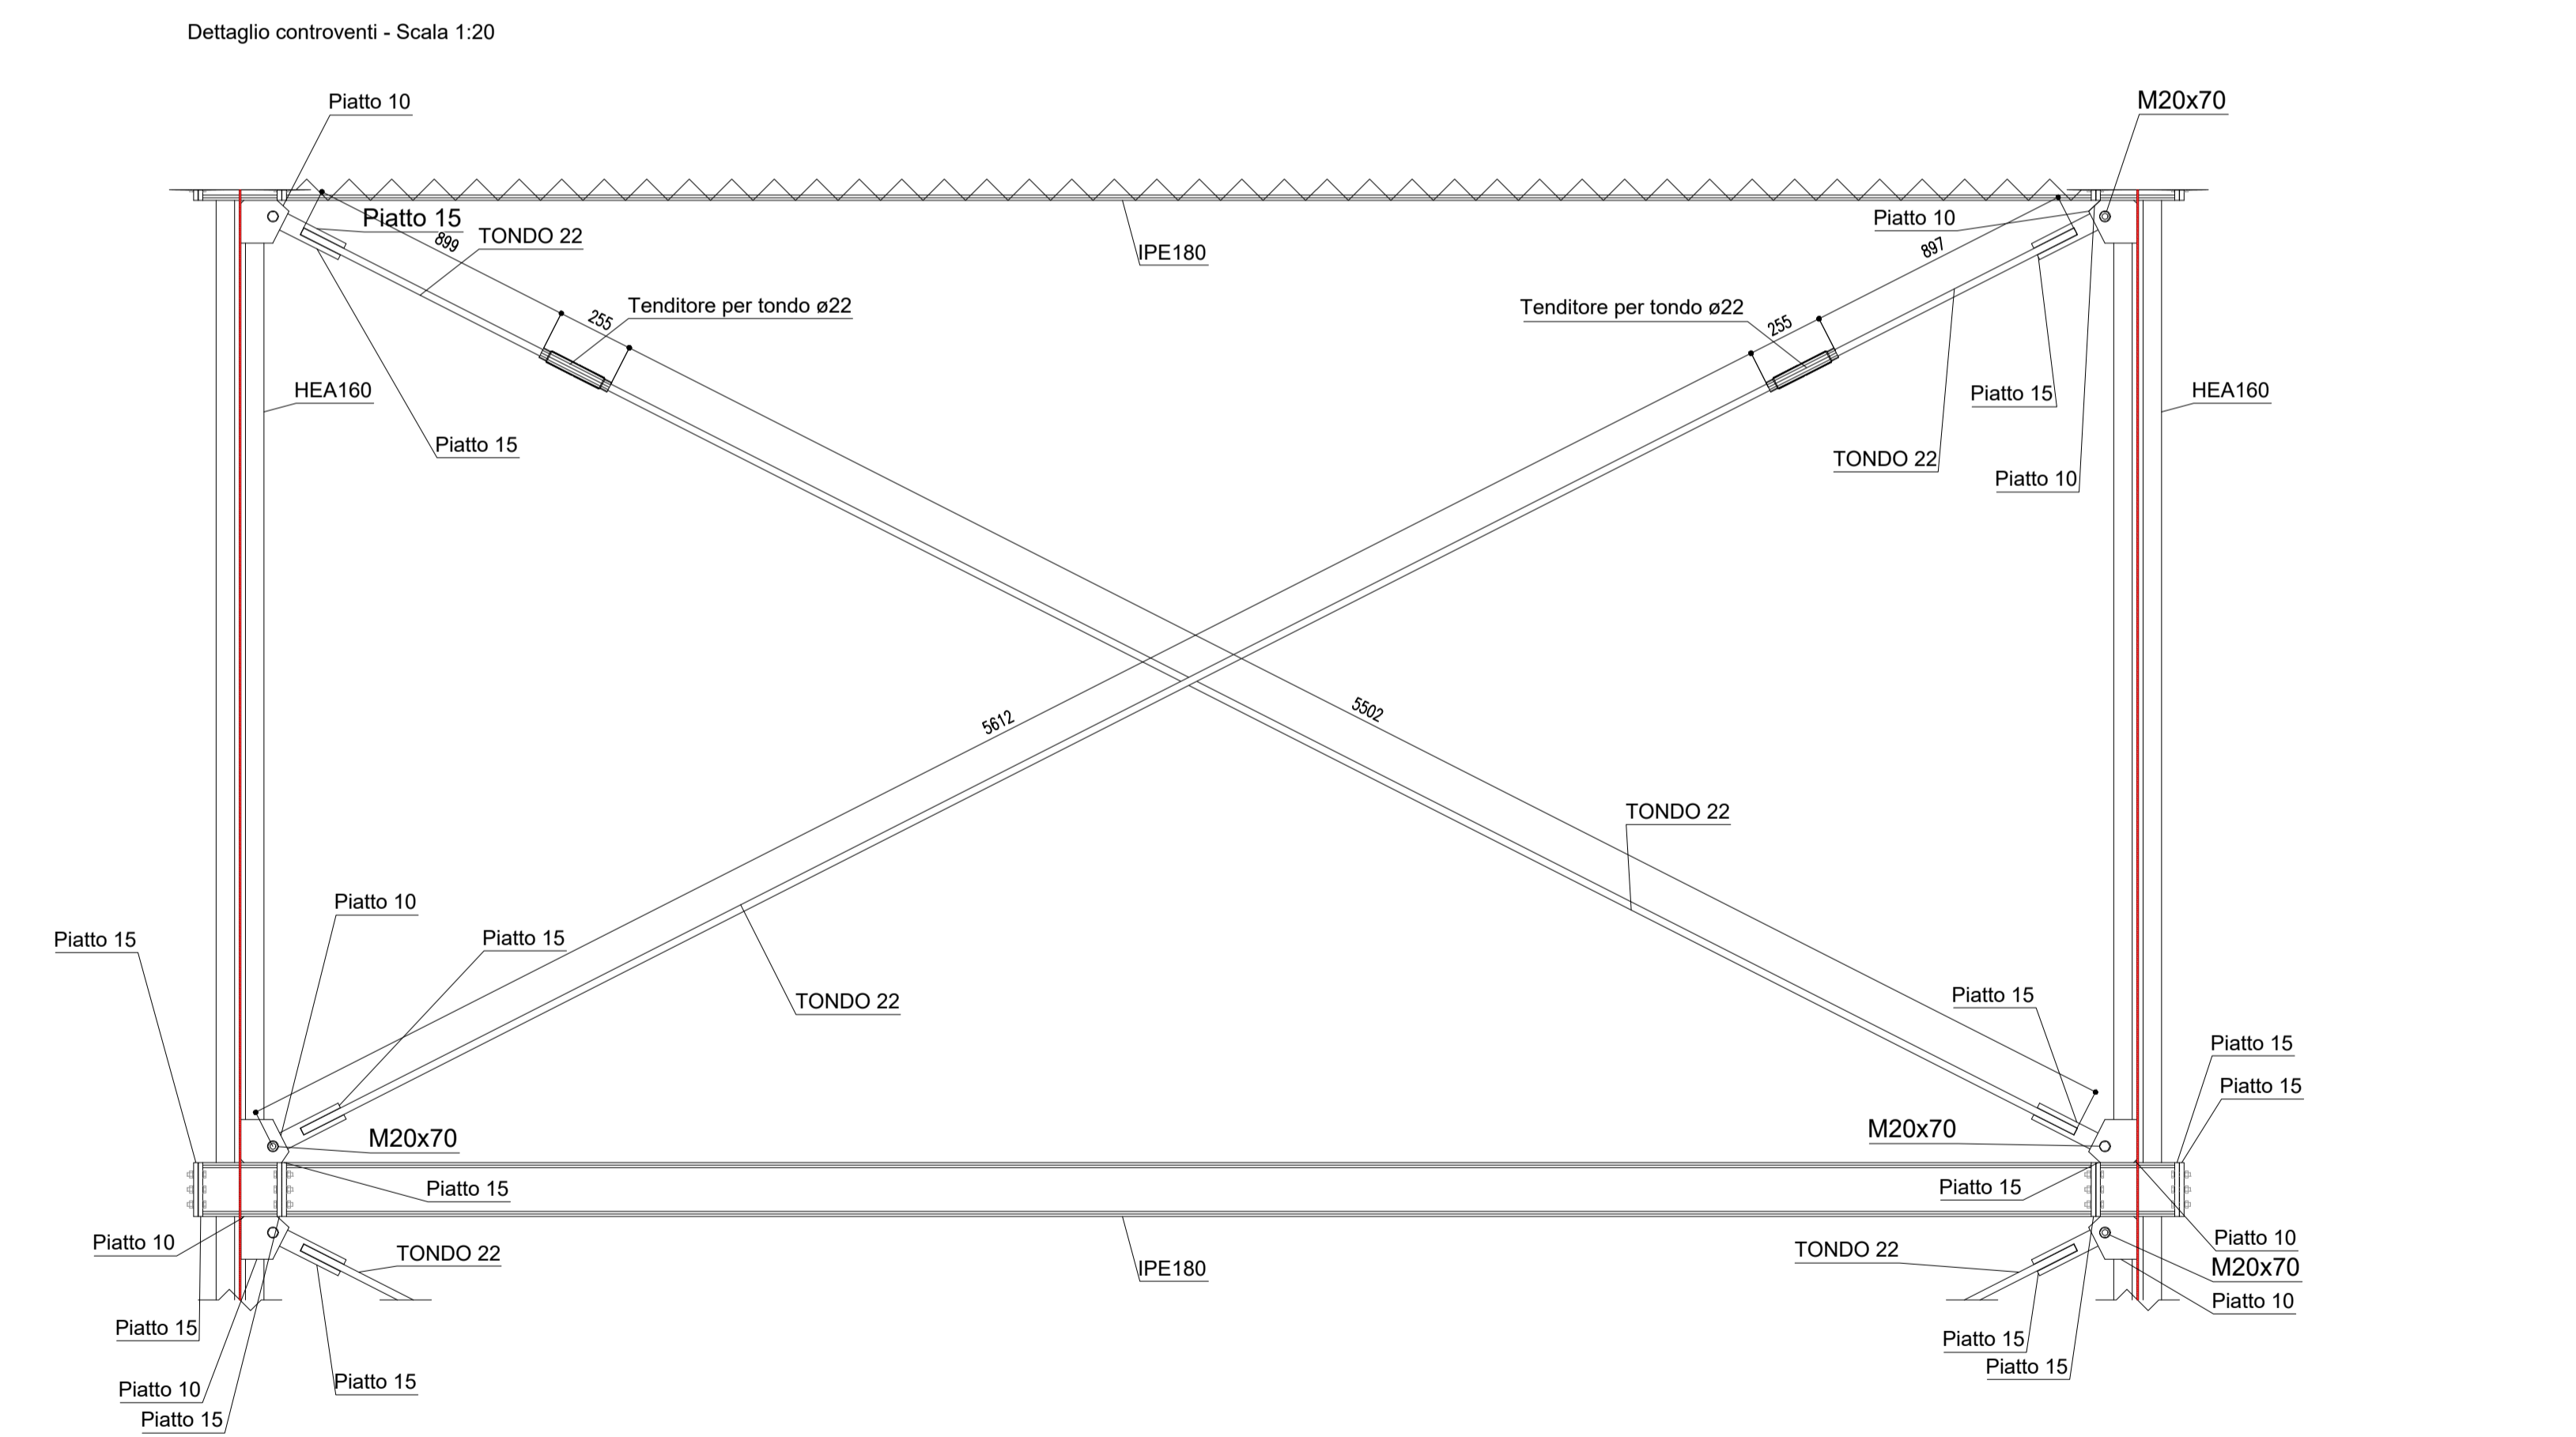 Dettaglio controventi - Scala 1:20
Piatto 10
M20x70
Piatto 15
Piatto 10
899
TONDO 22
897
IPE180
Tenditore per tondo ø22
255
Tenditore per tondo ø22
255
HEA160
Piatto 15
HEA160
Piatto 15
TONDO 22
Piatto 10
5612
5502
TONDO 22
Piatto 10
Piatto 15
Piatto 15
TONDO 22
Piatto 15
Piatto 15
Piatto 15
M20x70
M20x70
Piatto 15
Piatto 15
Piatto 10
TONDO 22
IPE180
TONDO 22
Piatto 10
M20x70
Piatto 10
Piatto 15
Piatto 15
Piatto 15
Piatto 15
Piatto 10
Piatto 15